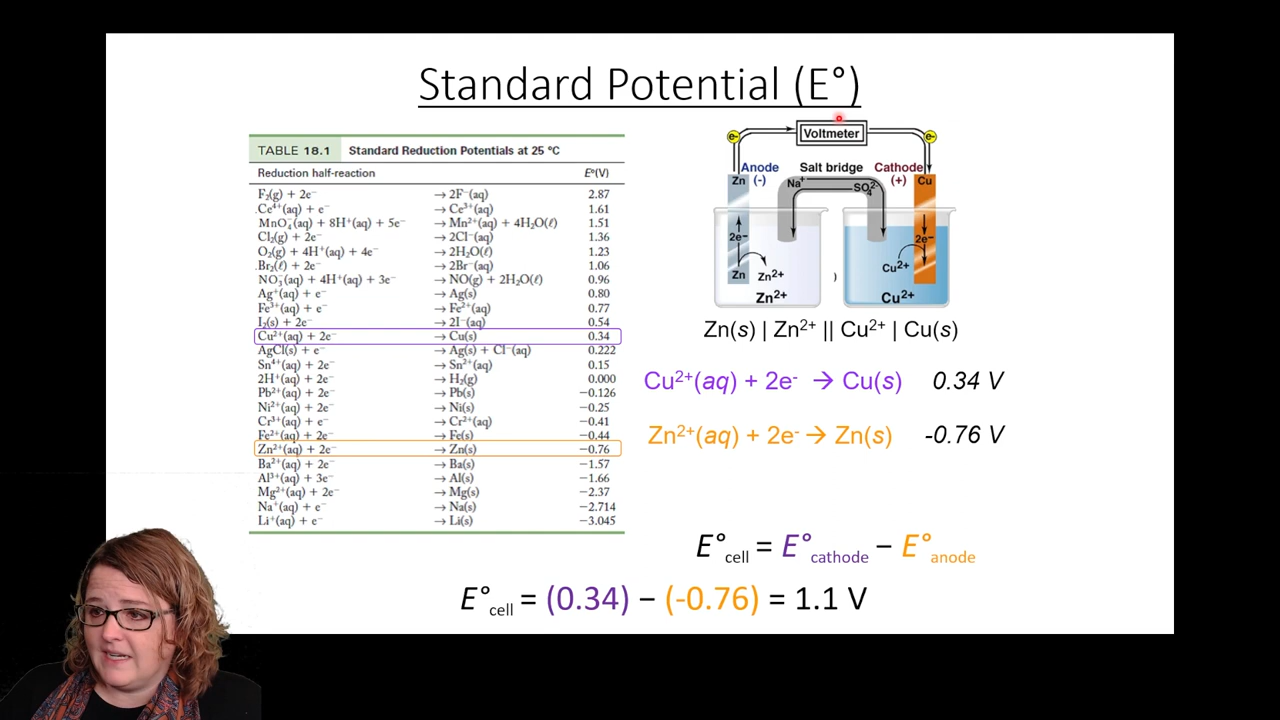 Standard Potential (E°)
TABLE 18.1 Standard Reduction Potentials at 25 °C
Reduction half-reaction E°(V)
F₂(g) + 2e⁻ → 2F⁻(aq) 2.87
Ce⁴⁺(aq) + e⁻ → Ce³⁺(aq) 1.61
MnO₄⁻(aq) + 8H⁺(aq) + 5e⁻ → Mn²⁺(aq) + 4H₂O(ℓ) 1.51
Cl₂(g) + 2e⁻ → 2Cl⁻(aq) 1.36
O₂(g) + 4H⁺(aq) + 4e⁻ → 2H₂O(ℓ) 1.23
Br₂(ℓ) + 2e⁻ → 2Br⁻(aq) 1.06
NO₃⁻(aq) + 4H⁺(aq) + 3e⁻ → NO(g) + 2H₂O(ℓ) 0.96
Ag⁺(aq) + e⁻ → Ag(s) 0.80
Fe³⁺(aq) + e⁻ → Fe²⁺(aq) 0.77
I₂(s) + 2e⁻ → 2I⁻(aq) 0.54
Cu²⁺(aq) + 2e⁻ → Cu(s) 0.34
AgCl(s) + e⁻ → Ag(s) + Cl⁻(aq) 0.222
Sn⁴⁺(aq) + 2e⁻ → Sn²⁺(aq) 0.15
2H⁺(aq) + 2e⁻ → H₂(g) 0.000
Pb²⁺(aq) + 2e⁻ → Pb(s) −0.126
Ni²⁺(aq) + 2e⁻ → Ni(s) −0.25
Cr³⁺(aq) + e⁻ → Cr²⁺(aq) −0.41
Fe²⁺(aq) + 2e⁻ → Fe(s) −0.44
Zn²⁺(aq) + 2e⁻ → Zn(s) −0.76
Ba²⁺(aq) + 2e⁻ → Ba(s) −1.57
Al³⁺(aq) + 3e⁻ → Al(s) −1.66
Mg²⁺(aq) + 2e⁻ → Mg(s) −2.37
Na⁺(aq) + e⁻ → Na(s) −2.714
Li⁺(aq) + e⁻ → Li(s) −3.045
e- Voltmeter e-
Anode Salt bridge Cathode
Zn (-) Na⁺ SO₄²⁻ (+) Cu
2e- 2e-
Zn Zn2+ ) Cu2+
Zn2+ Cu2+
Zn(s) | Zn²⁺ || Cu²⁺ | Cu(s)
Cu²⁺(aq) + 2e⁻ → Cu(s) 0.34 V
Zn²⁺(aq) + 2e⁻ → Zn(s) -0.76 V
E°cell = E°cathode − E°anode
E°cell = (0.34) − (-0.76) = 1.1 V